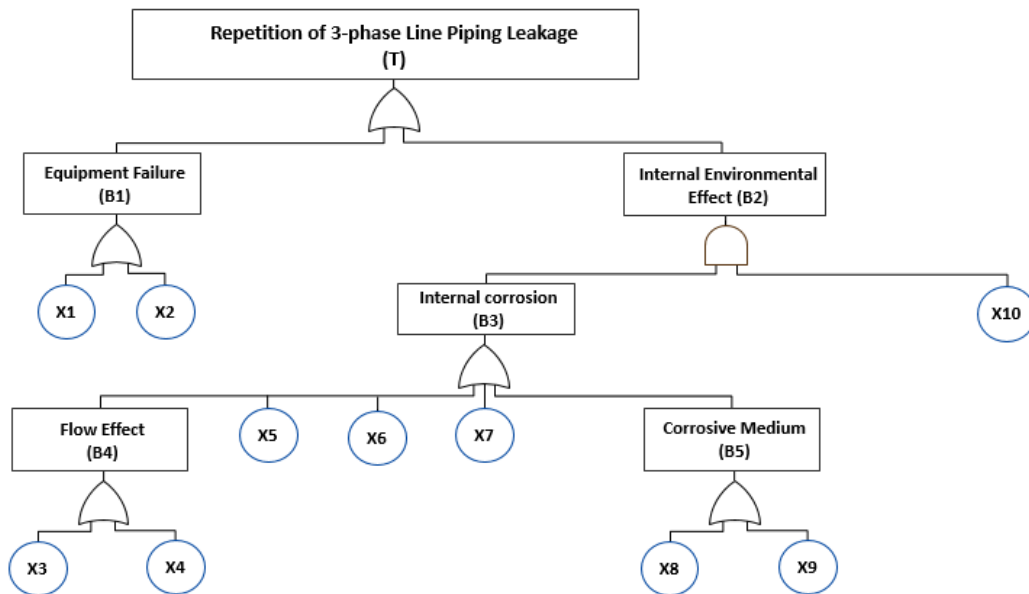 Repetition of 3-phase Line Piping Leakage
(T)
Equipment Failure
(B1)
Internal Environmental
Effect (B2)
X1
X2
Internal corrosion
(B3)
X10
Flow Effect
(B4)
X5
X6
X7
Corrosive Medium
(B5)
X3
X4
X8
X9